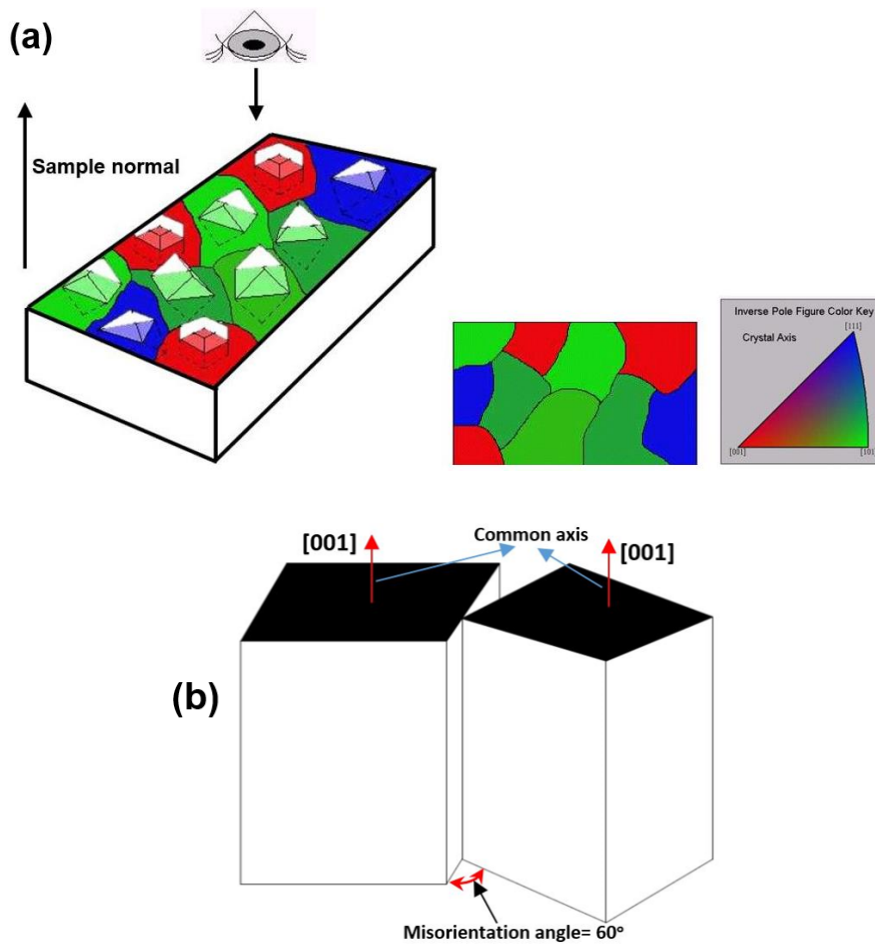 (a)
Sample normal
Inverse Pole Figure Color Key
[111]
Crystal Axis
[001]
[101
Common axis
[001]
[001]
(b)
Misorientation angle= 60°